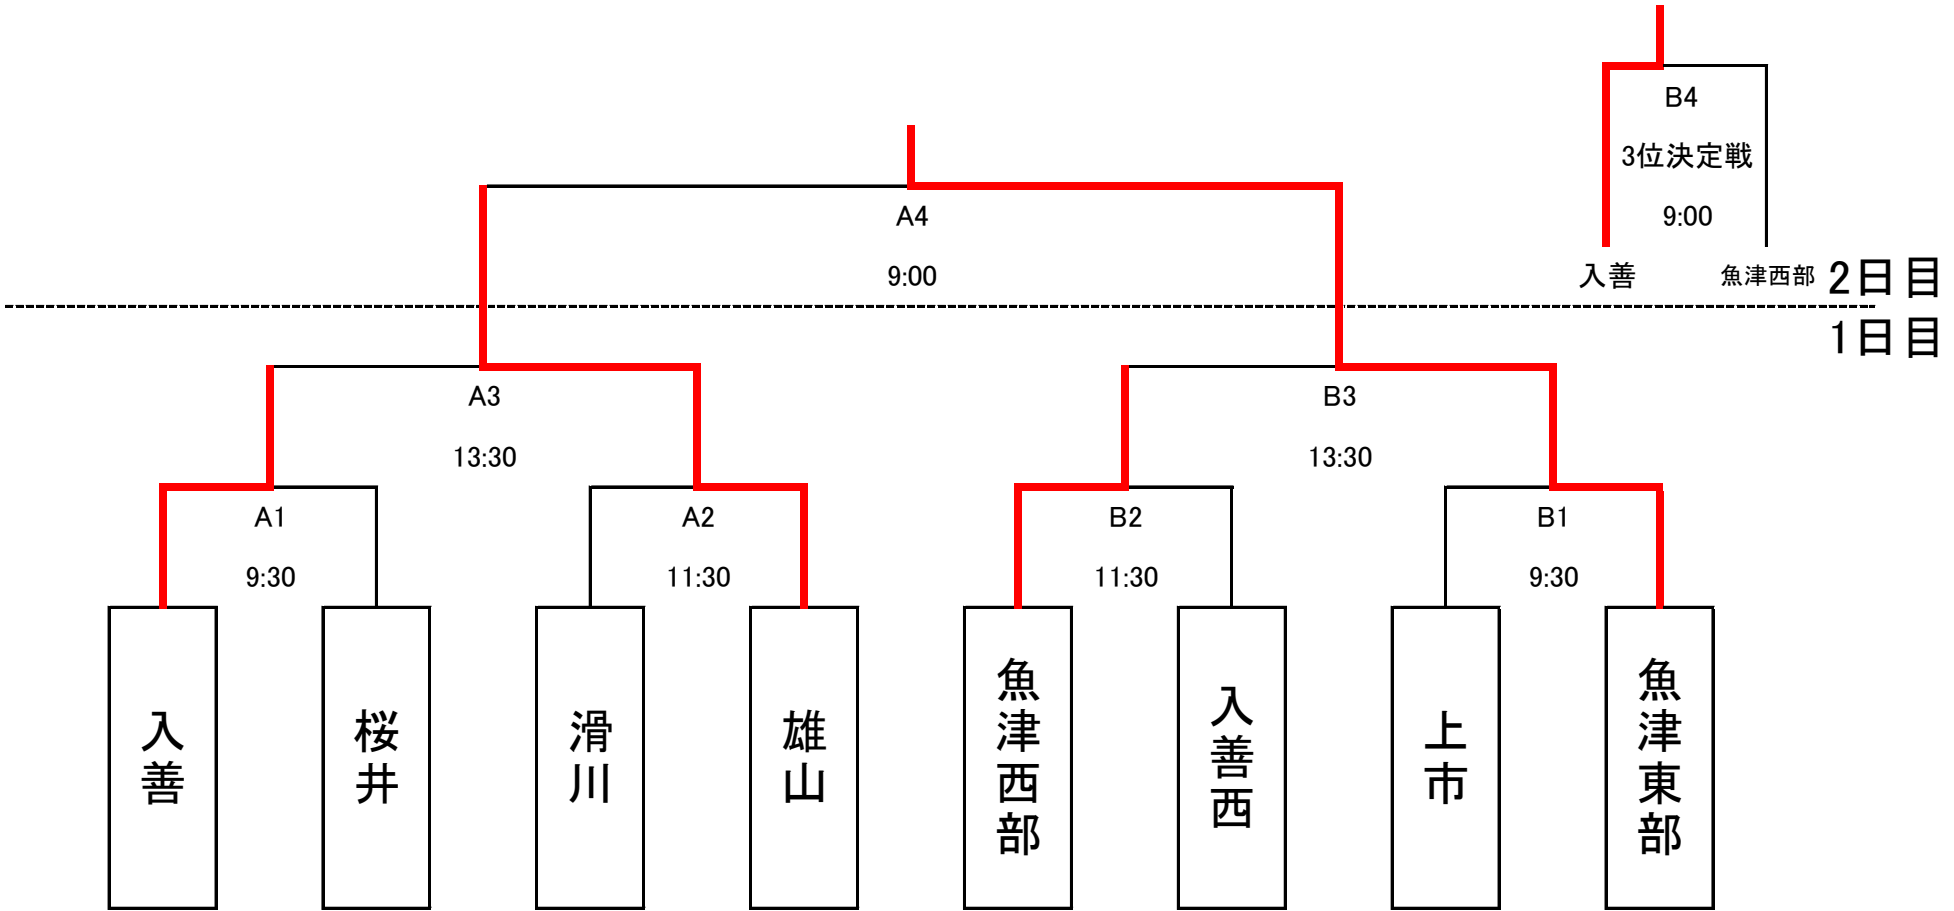 B4
3位決定戦
9:00
入善
魚津西部
2日目
A4
9:00
1日目
A3
13:30
B3
13:30
A1
9:30
A2
11:30
B2
11:30
B1
9:30
入善
桜井
滑川
雄山
魚津西部
入善西
上市
魚津東部